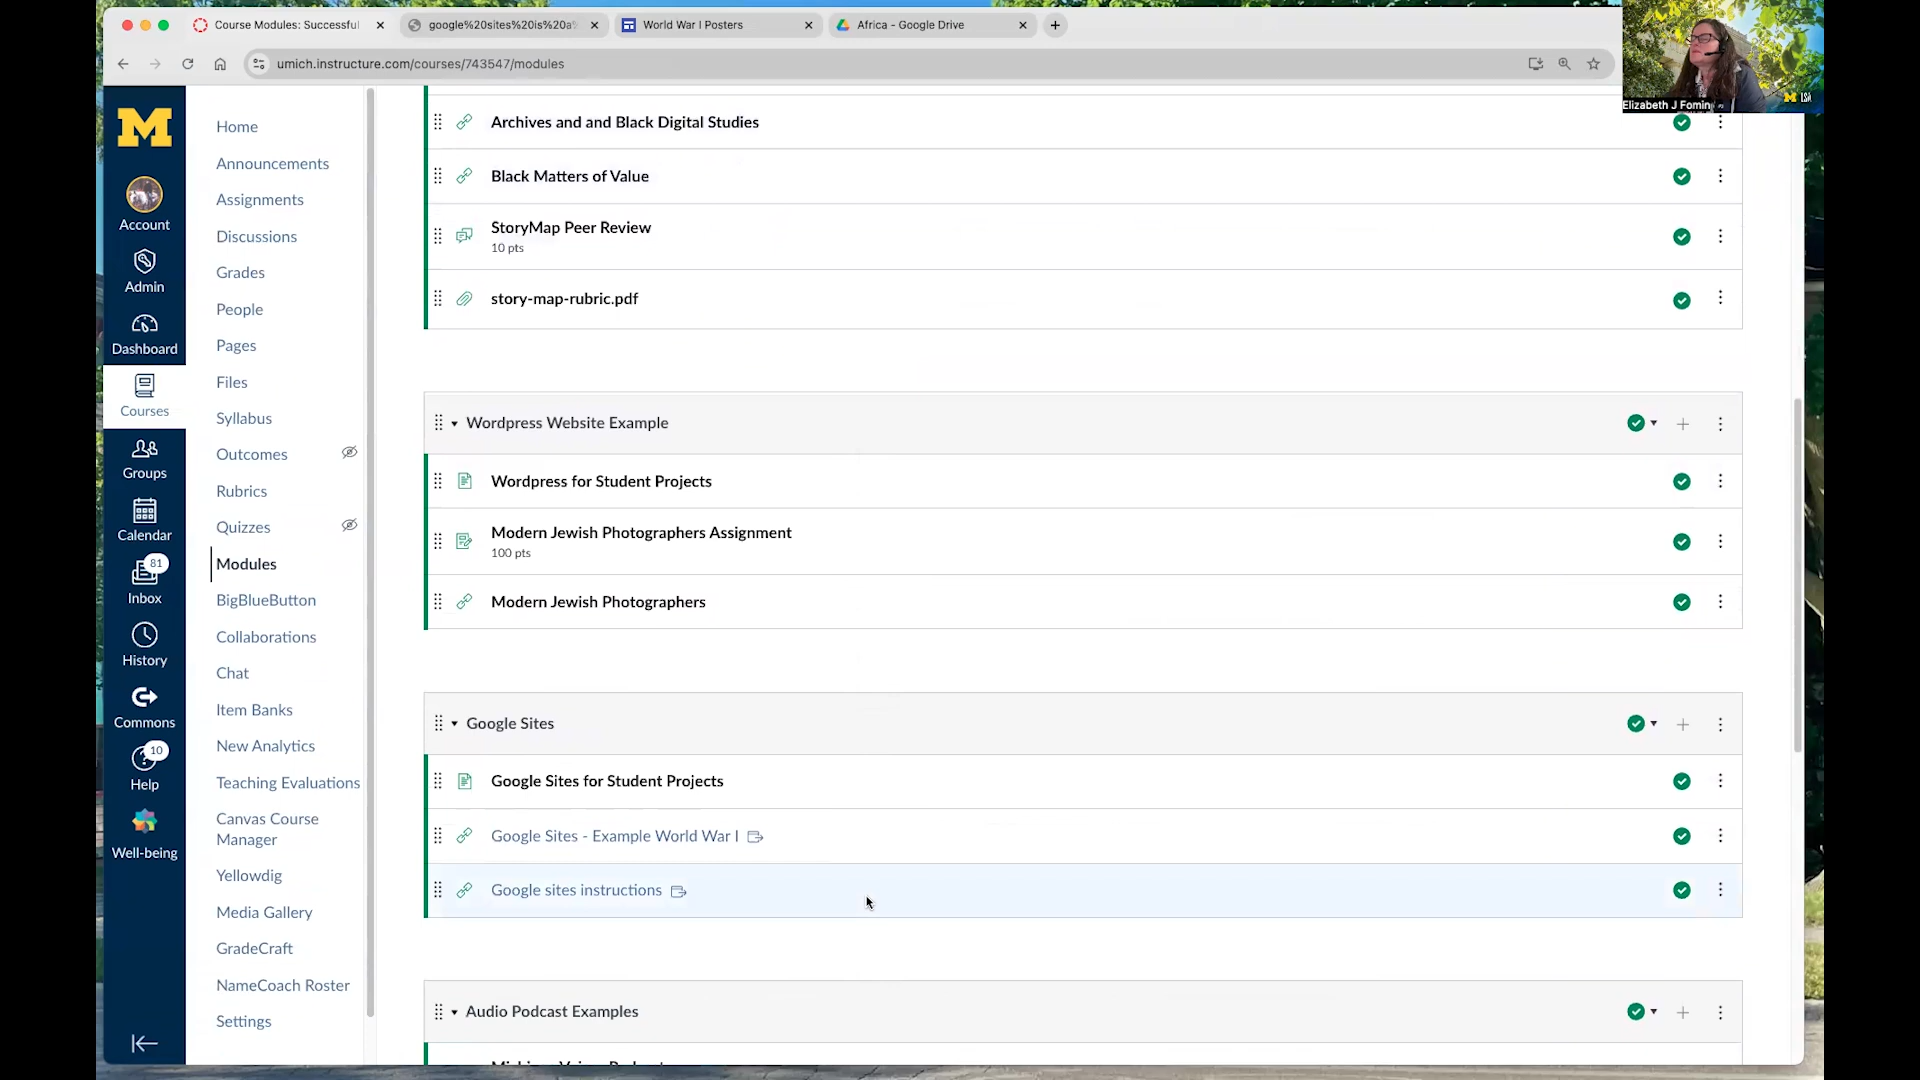 Course Modules: Successful
google%20sites%20is%20a%
World War I Posters
Africa - Google Drive
umich.instructure.com/courses/743547/modules
Elizabeth J Fomin
M LSA
M
Account
Admin
Dashboard
Courses
Groups
Calendar
81
Inbox
History
Commons
10
Help
Well-being
Home
Announcements
Assignments
Discussions
Grades
People
Pages
Files
Syllabus
Outcomes
Rubrics
Quizzes
Modules
BigBlueButton
Collaborations
Chat
Item Banks
New Analytics
Teaching Evaluations
Canvas Course
Manager
Yellowdig
Media Gallery
GradeCraft
NameCoach Roster
Settings
Archives and and Black Digital Studies
Black Matters of Value
StoryMap Peer Review
10 pts
story-map-rubric.pdf
Wordpress Website Example
Wordpress for Student Projects
Modern Jewish Photographers Assignment
100 pts
Modern Jewish Photographers
Google Sites
Google Sites for Student Projects
Google Sites - Example World War I
Google sites instructions
Audio Podcast Examples